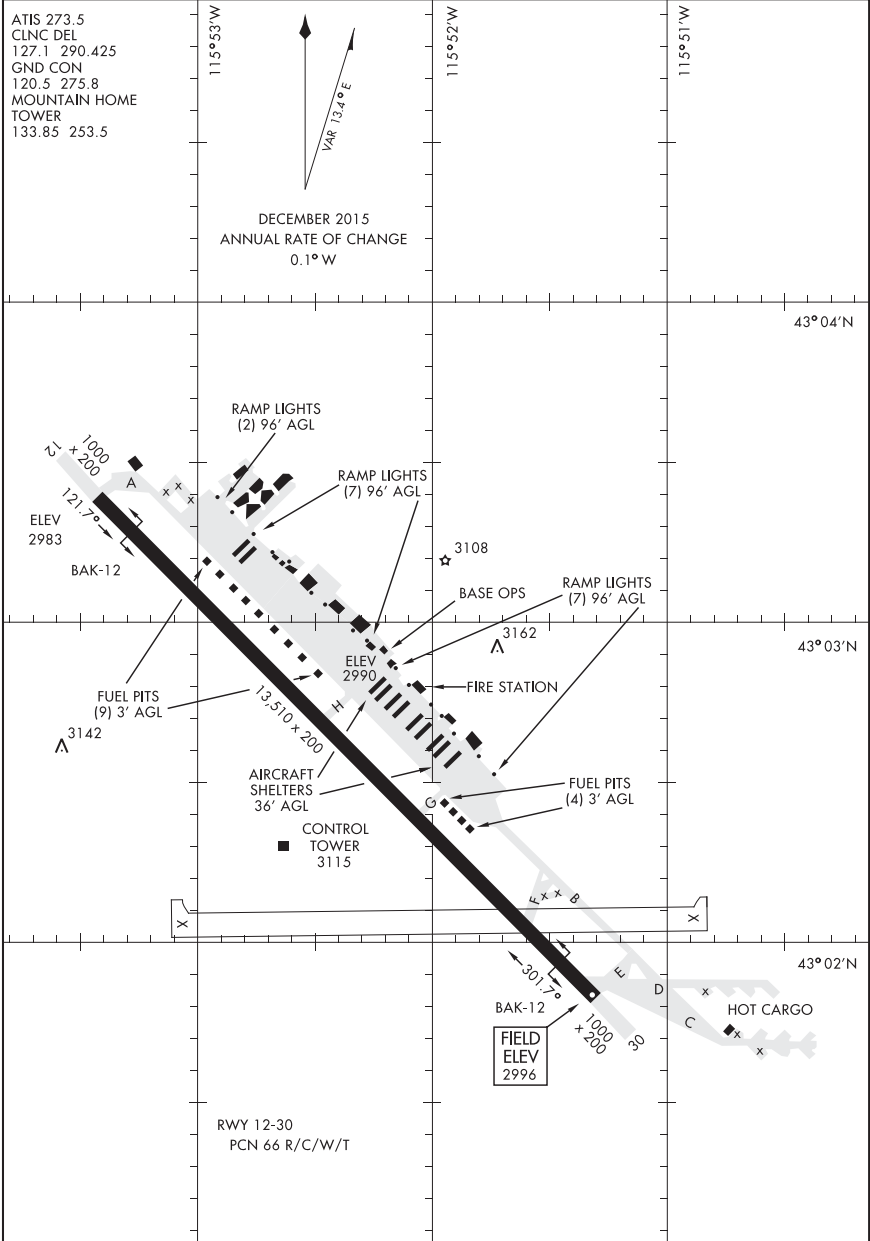 ATIS 273.5
CLNC DEL
127.1 290.425
GND CON
120.5 275.8
MOUNTAIN HOME
TOWER
133.85 253.5
115°53'W
115°52'W
115°51'W
VAR 13.4° E
DECEMBER 2015
ANNUAL RATE OF CHANGE
0.1° W
43°04'N
RAMP LIGHTS
(2) 96' AGL
RAMP LIGHTS
(7) 96' AGL
12
1000
x 200
A
x x x
121.7°
ELEV
2983
BAK-12
3108
BASE OPS
RAMP LIGHTS
(7) 96' AGL
3162
43°03'N
ELEV
2990
FIRE STATION
FUEL PITS
(9) 3' AGL
13,510 x 200
H
3142
AIRCRAFT
SHELTERS
36' AGL
G
FUEL PITS
(4) 3' AGL
CONTROL
TOWER
3115
F x x B
X
X
43°02'N
301.7°
E
D
x
C
HOT CARGO
x
x
BAK-12
1000
x 200
30
FIELD
ELEV
2996
RWY 12-30
PCN 66 R/C/W/T